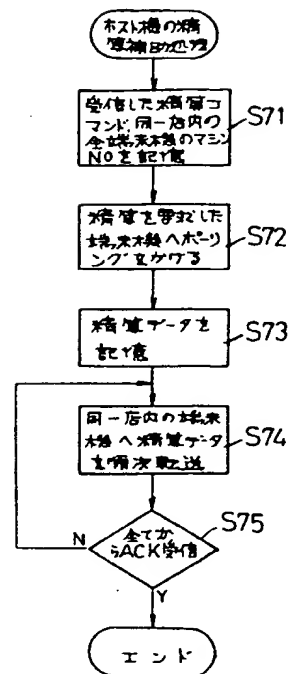 ホスト機の精
算補助処理
受信した精算コ
マンド,同一店内の
全端末機のマシン
NOを記憶
S71
精算を要求した
端末機へポーリ
ングをかける
S72
精算データを
記憶
S73
同一店内の端末
機へ精算データ
を順次転送
S74
全てか
らACK受信
S75
N
Y
エンド